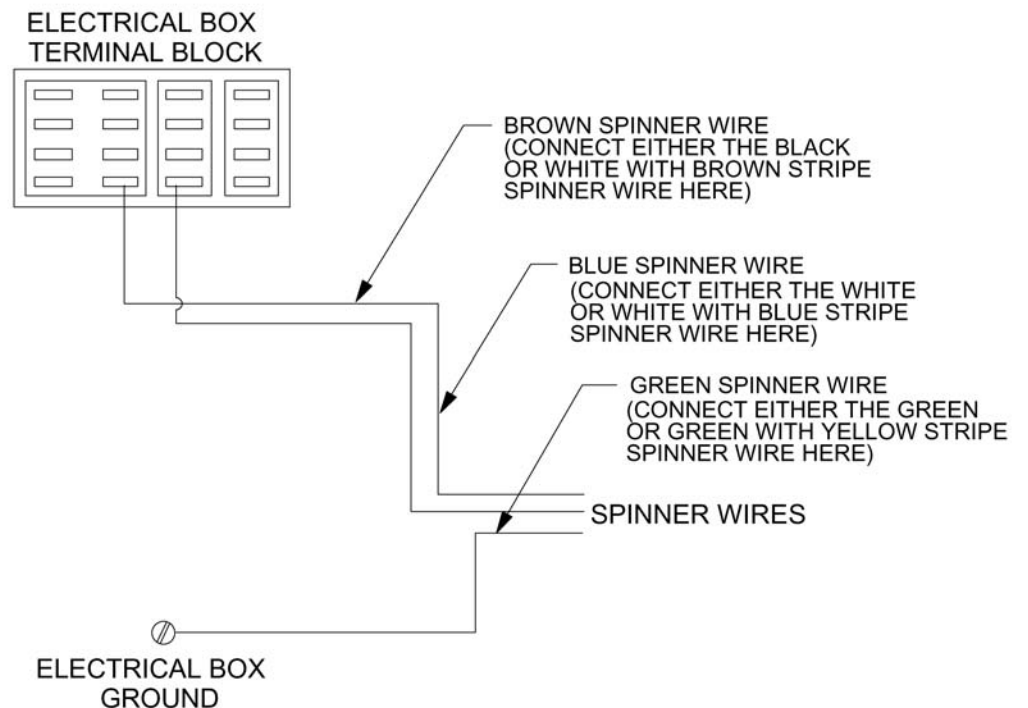 ELECTRICAL BOX
TERMINAL BLOCK
BROWN SPINNER WIRE
(CONNECT EITHER THE BLACK
OR WHITE WITH BROWN STRIPE
SPINNER WIRE HERE)
BLUE SPINNER WIRE
(CONNECT EITHER THE WHITE
OR WHITE WITH BLUE STRIPE
SPINNER WIRE HERE)
GREEN SPINNER WIRE
(CONNECT EITHER THE GREEN
OR GREEN WITH YELLOW STRIPE
SPINNER WIRE HERE)
SPINNER WIRES
ELECTRICAL BOX
GROUND